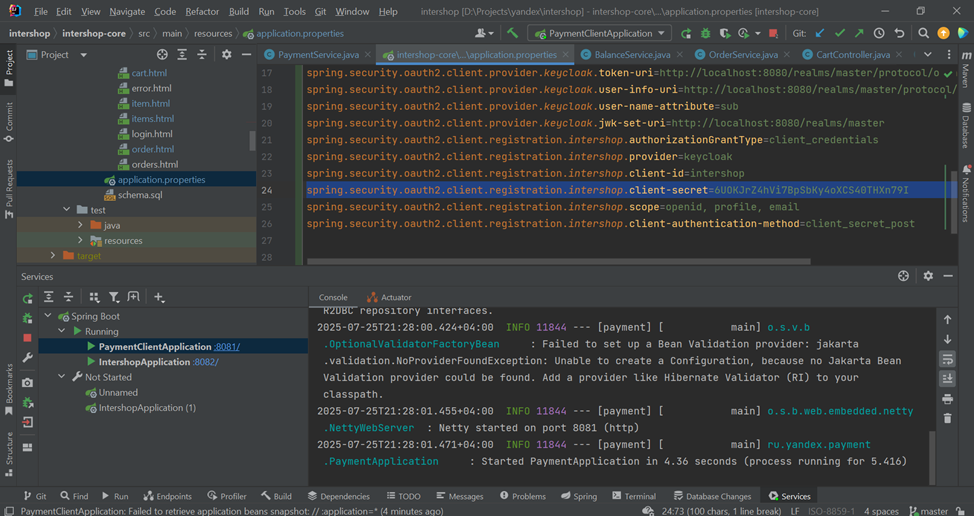 File Edit View Navigate Code Refactor Build Run Tools Git Window Help intershop [D:\Projects\yandex\intershop] - intershop-core\...\application.properties [intershop-core]
intershop intershop-core src main resources application.properties PaymentClientApplication Git:
Project PaymentService.java intershop-core\...\application.properties BalanceService.java OrderService.java CartController.java
cart.html
error.html
item.html
items.html
login.html
order.html
orders.html
application.properties
schema.sql
test
java
resources
target
17 spring.security.oauth2.client.provider.keycloak.token-uri=http://localhost:8080/realms/master/protocol/o
18 spring.security.oauth2.client.provider.keycloak.user-info-uri=http://localhost:8080/realms/master/protocol/
19 spring.security.oauth2.client.provider.keycloak.user-name-attribute=sub
20 spring.security.oauth2.client.provider.keycloak.jwk-set-uri=http://localhost:8080/realms/master
21 spring.security.oauth2.client.registration.intershop.authorizationGrantType=client_credentials
22 spring.security.oauth2.client.registration.intershop.provider=keycloak
23 spring.security.oauth2.client.registration.intershop.client-id=intershop
24 spring.security.oauth2.client.registration.intershop.client-secret=6UOKJrZ4hVi7BpSbKy4oXCS40THXn79I
25 spring.security.oauth2.client.registration.intershop.scope=openid, profile, email
26 spring.security.oauth2.client.registration.intershop.client-authentication-method=client_secret_post
27
28
Project
Commit
Pull Requests
Bookmarks
Structure
Maven
Database
Notifications
Services
Spring Boot
Running
PaymentClientApplication :8081/
IntershopApplication :8082/
Not Started
Unnamed
IntershopApplication (1)
Console Actuator
R2DBC repository interfaces.
2025-07-25T21:28:00.424+04:00 INFO 11844 --- [payment] [ main] o.s.v.b
.OptionalValidatorFactoryBean : Failed to set up a Bean Validation provider: jakarta
.validation.NoProviderFoundException: Unable to create a Configuration, because no Jakarta Bean
Validation provider could be found. Add a provider like Hibernate Validator (RI) to your
classpath.
2025-07-25T21:28:01.455+04:00 INFO 11844 --- [payment] [ main] o.s.b.web.embedded.netty
.NettyWebServer : Netty started on port 8081 (http)
2025-07-25T21:28:01.471+04:00 INFO 11844 --- [payment] [ main] ru.yandex.payment
.PaymentApplication : Started PaymentApplication in 4.36 seconds (process running for 5.416)
Git Find Run Endpoints Profiler Build Dependencies TODO Messages Problems Spring Terminal Database Changes Services
PaymentClientApplication: Failed to retrieve application beans snapshot: // :application=* (4 minutes ago) 24:73 (100 chars, 1 line break) LF ISO-8859-1 4 spaces master